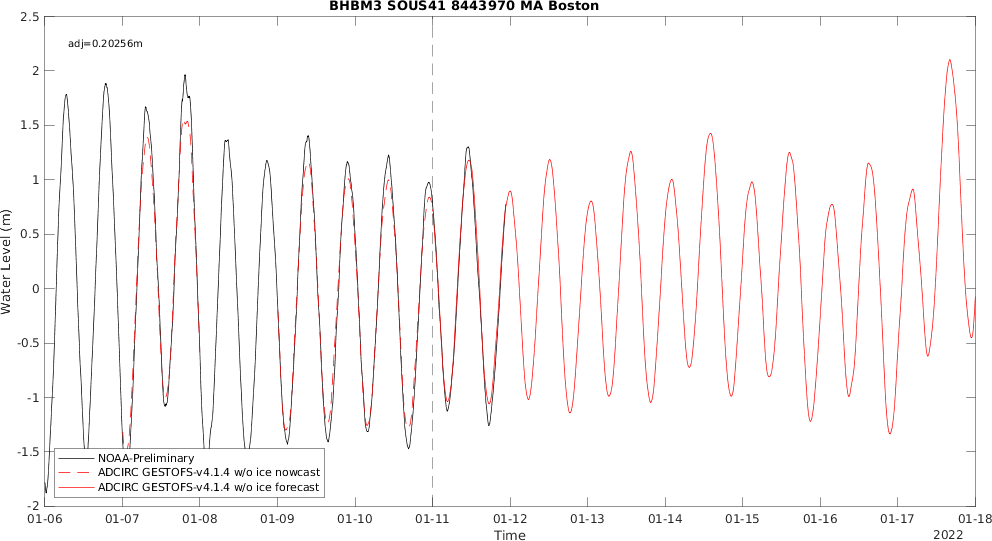 BHBM3 SOUS41 8443970 MA Boston
adj=0.20256m
Water Level (m)
2.5
2
1.5
1
0.5
0
-0.5
-1
-1.5
-2
NOAA-Preliminary
ADCIRC GESTOFS-v4.1.4 w/o ice nowcast
ADCIRC GESTOFS-v4.1.4 w/o ice forecast
01-06 01-07 01-08 01-09 01-10 01-11 01-12 01-13 01-14 01-15 01-16 01-17 01-18
Time
2022